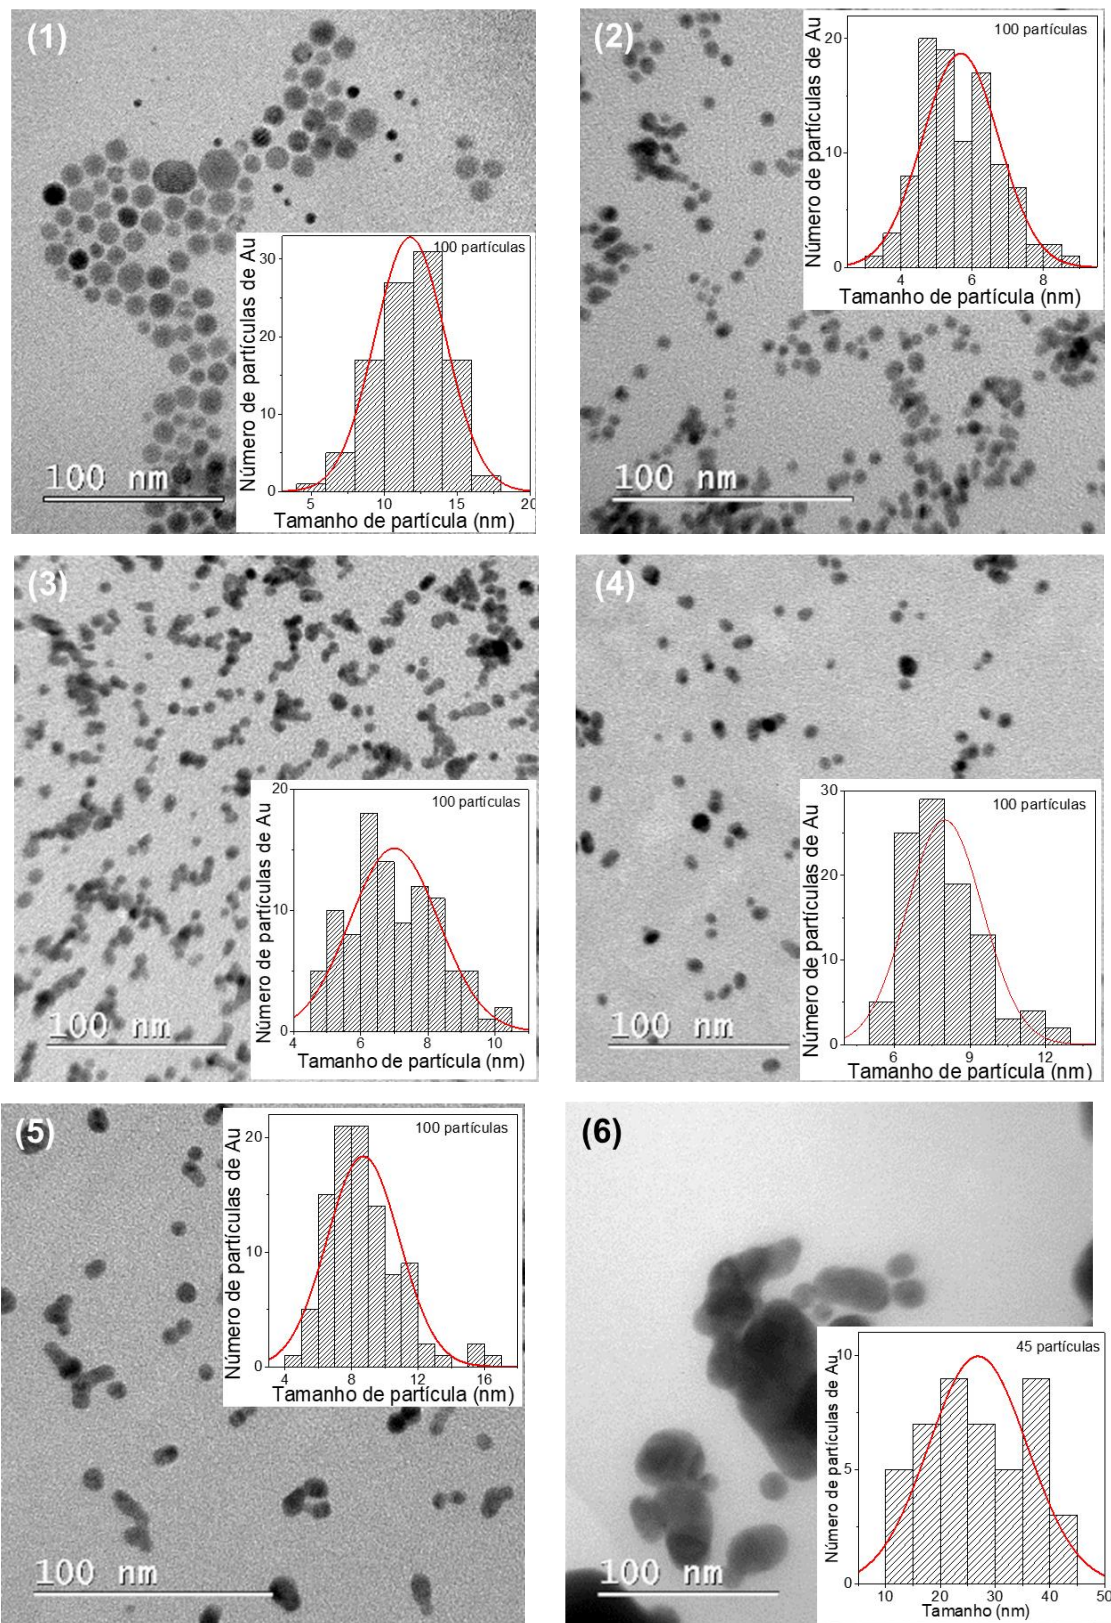 (1)
100 nm
100 partículas
Número de partículas de Au
30
20
10
0
5 10 15 20
Tamanho de partícula (nm)
(2)
100 nm
100 partículas
Número de partículas de Au
20
10
0
4 6 8
Tamanho de partícula (nm)
(3)
100 nm
100 partículas
Número de partículas de Au
20
10
0
4 6 8 10
Tamanho de partícula (nm)
(4)
100 nm
100 partículas
Número de partículas de Au
30
20
10
0
6 9 12
Tamanho de partícula (nm)
(5)
100 nm
100 partículas
Número de partículas de Au
20
10
0
4 8 12 16
Tamanho de partícula (nm)
(6)
100 nm
45 partículas
Número de partículas de Au
10
5
0
10 20 30 40 50
Tamanho (nm)